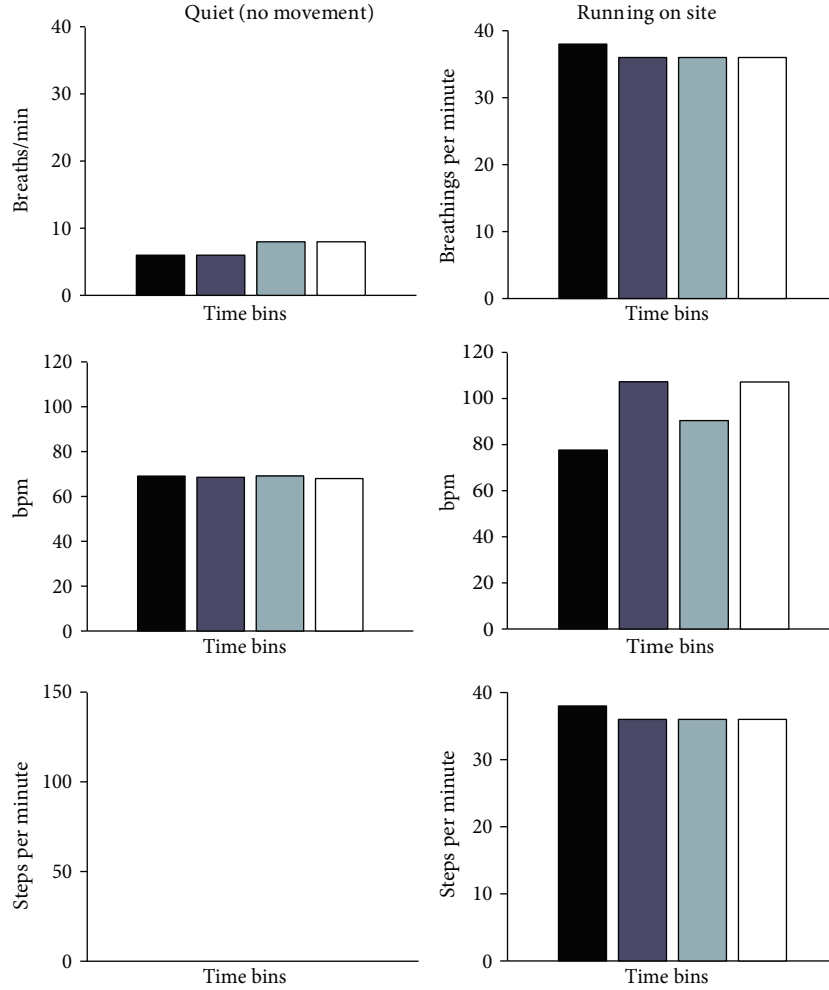 Quiet (no movement)
Breaths/min
40
30
20
10
0
Time bins
Running on site
Breathings per minute
40
30
20
10
0
Time bins
bpm
120
100
80
60
40
20
0
Time bins
bpm
120
100
80
60
40
20
0
Time bins
Steps per minute
150
100
50
0
Time bins
Steps per minute
40
30
20
10
0
Time bins